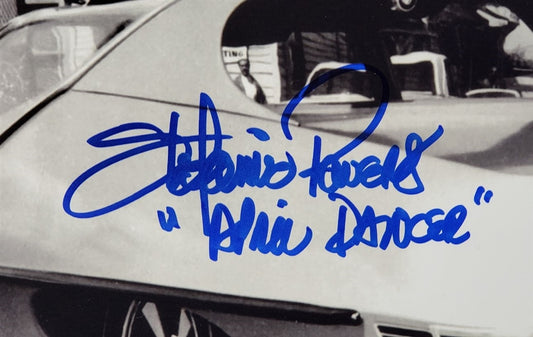 TING
Stefanie Powers
"April Dancer"